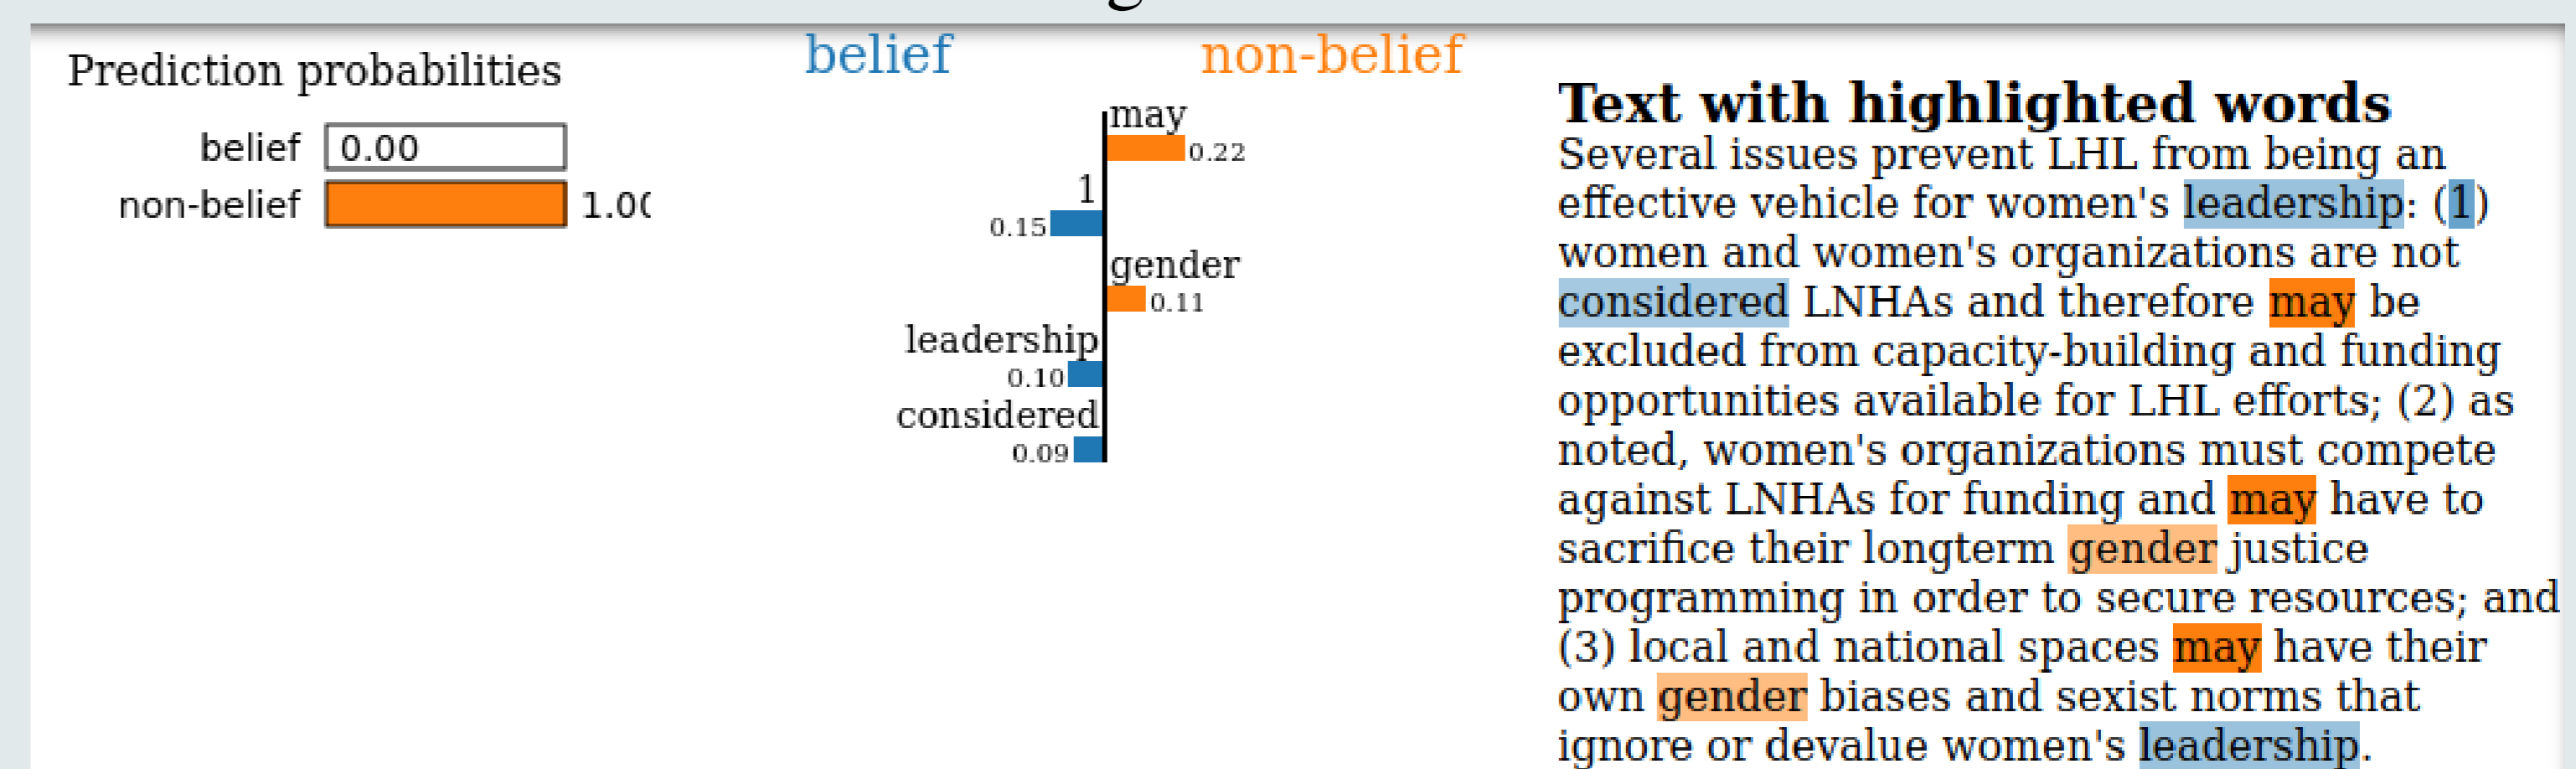 Prediction probabilities
belief 0.00
non-belief 1.00
belief non-belief
may
0.22
1
0.15
gender
0.11
leadership
0.10
considered
0.09
Text with highlighted words
Several issues prevent LHL from being an
effective vehicle for women's leadership: (1)
women and women's organizations are not
considered LNHAs and therefore may be
excluded from capacity-building and funding
opportunities available for LHL efforts; (2) as
noted, women's organizations must compete
against LNHAs for funding and may have to
sacrifice their longterm gender justice
programming in order to secure resources; and
(3) local and national spaces may have their
own gender biases and sexist norms that
ignore or devalue women's leadership.